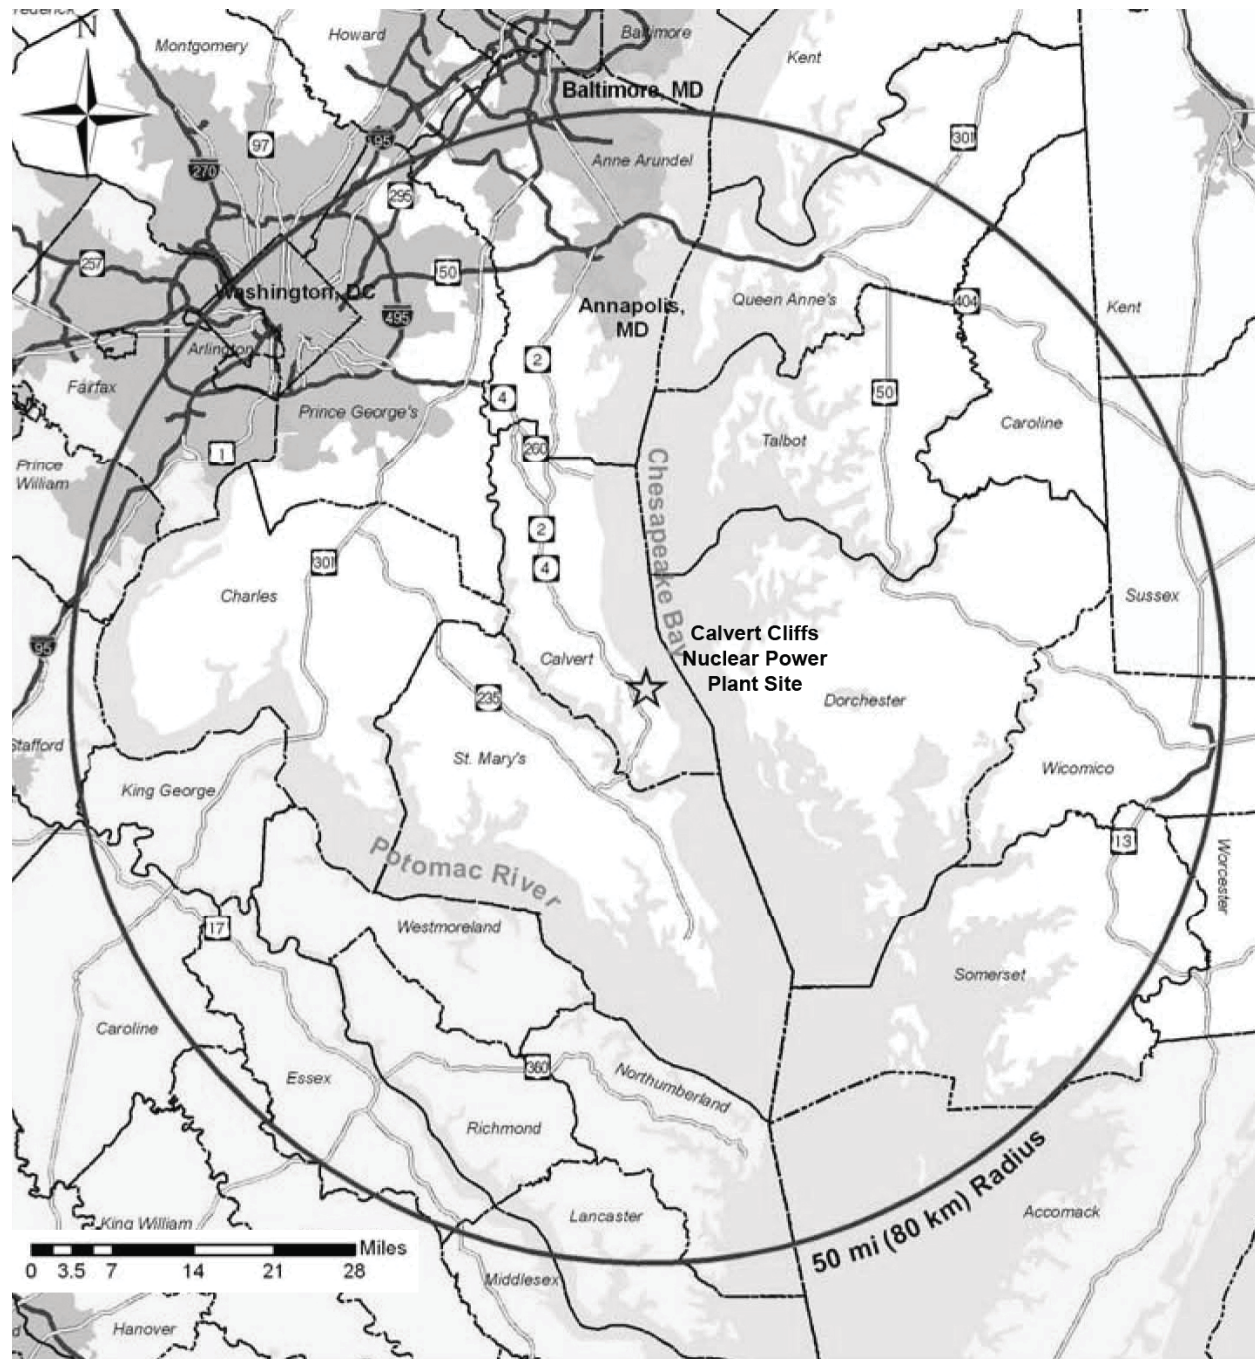 N
Montgomery
Howard
Baltimore
Kent
Baltimore, MD
97
95
301
270
295
Anne Arundel
257
50
Washington, DC
495
Annapolis,
MD
Queen Anne's
404
Kent
Arlington
2
Fairfax
4
50
Prince George's
Caroline
Talbot
1
260
Prince
William
Chesapeake Bay
2
301
4
Charles
Sussex
95
Calvert
Calvert Cliffs
Nuclear Power
Plant Site
235
Dorchester
Stafford
St. Mary's
Wicomico
King George
13
Potomac River
Worcester
17
Westmoreland
Somerset
Caroline
Essex
360
Northumberland
Richmond
50 mi (80 km) Radius
King William
Lancaster
Accomack
Miles
0 3.5 7 14 21 28
Middlesex
Hanover